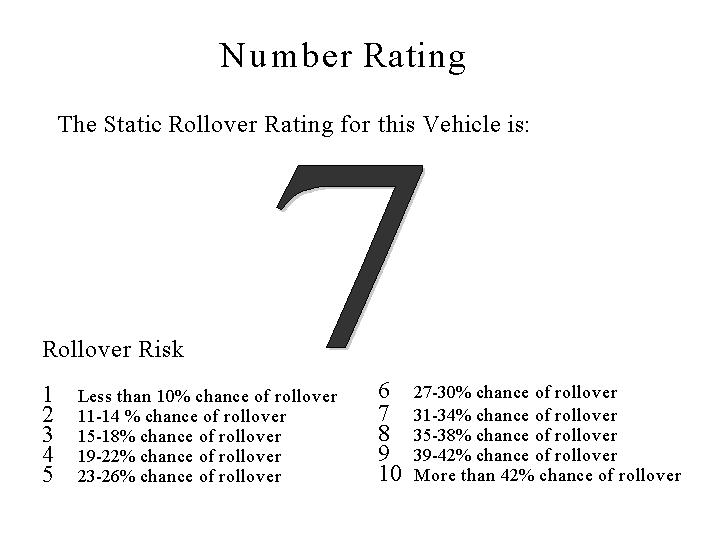 Number Rating
The Static Rollover Rating for this Vehicle is:
7
Rollover Risk
1 Less than 10% chance of rollover
2 11-14 % chance of rollover
3 15-18% chance of rollover
4 19-22% chance of rollover
5 23-26% chance of rollover
6 27-30% chance of rollover
7 31-34% chance of rollover
8 35-38% chance of rollover
9 39-42% chance of rollover
10 More than 42% chance of rollover